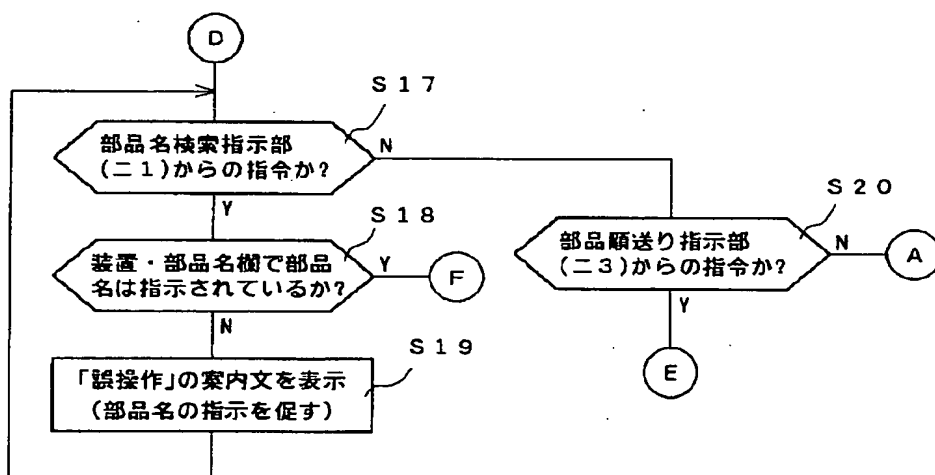 D
S17
部品名検索指示部
(ニ1)からの指令か?
N
Y
S18
装置・部品名欄で部品
名は指示されているか?
Y
F
N
S19
「誤操作」の案内文を表示
(部品名の指示を促す)
S20
部品順送り指示部
(ニ3)からの指令か?
N
A
Y
E